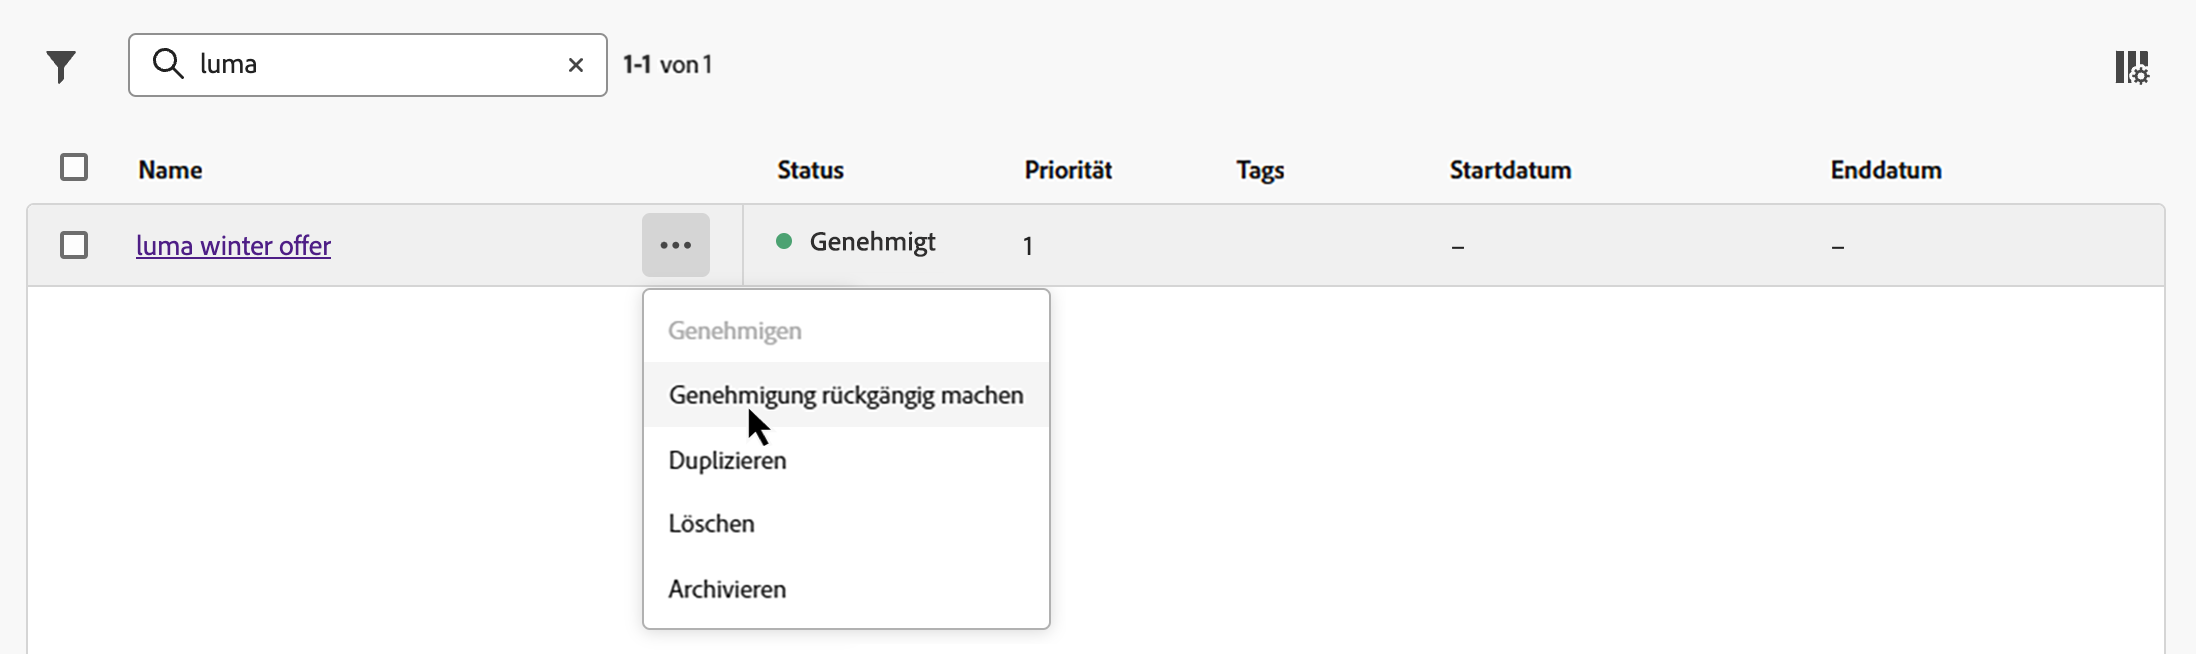 luma
1-1 von 1
Name Status Priorität Tags Startdatum Enddatum
luma winter offer ••• Genehmigt 1 – –
Genehmigen
Genehmigung rückgängig machen
Duplizieren
Löschen
Archivieren